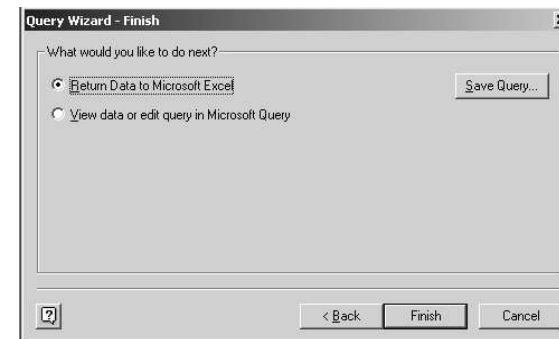 Query Wizard - Finish
What would you like to do next?
Return Data to Microsoft Excel
Save Query...
View data or edit query in Microsoft Query
?
< Back
Finish
Cancel